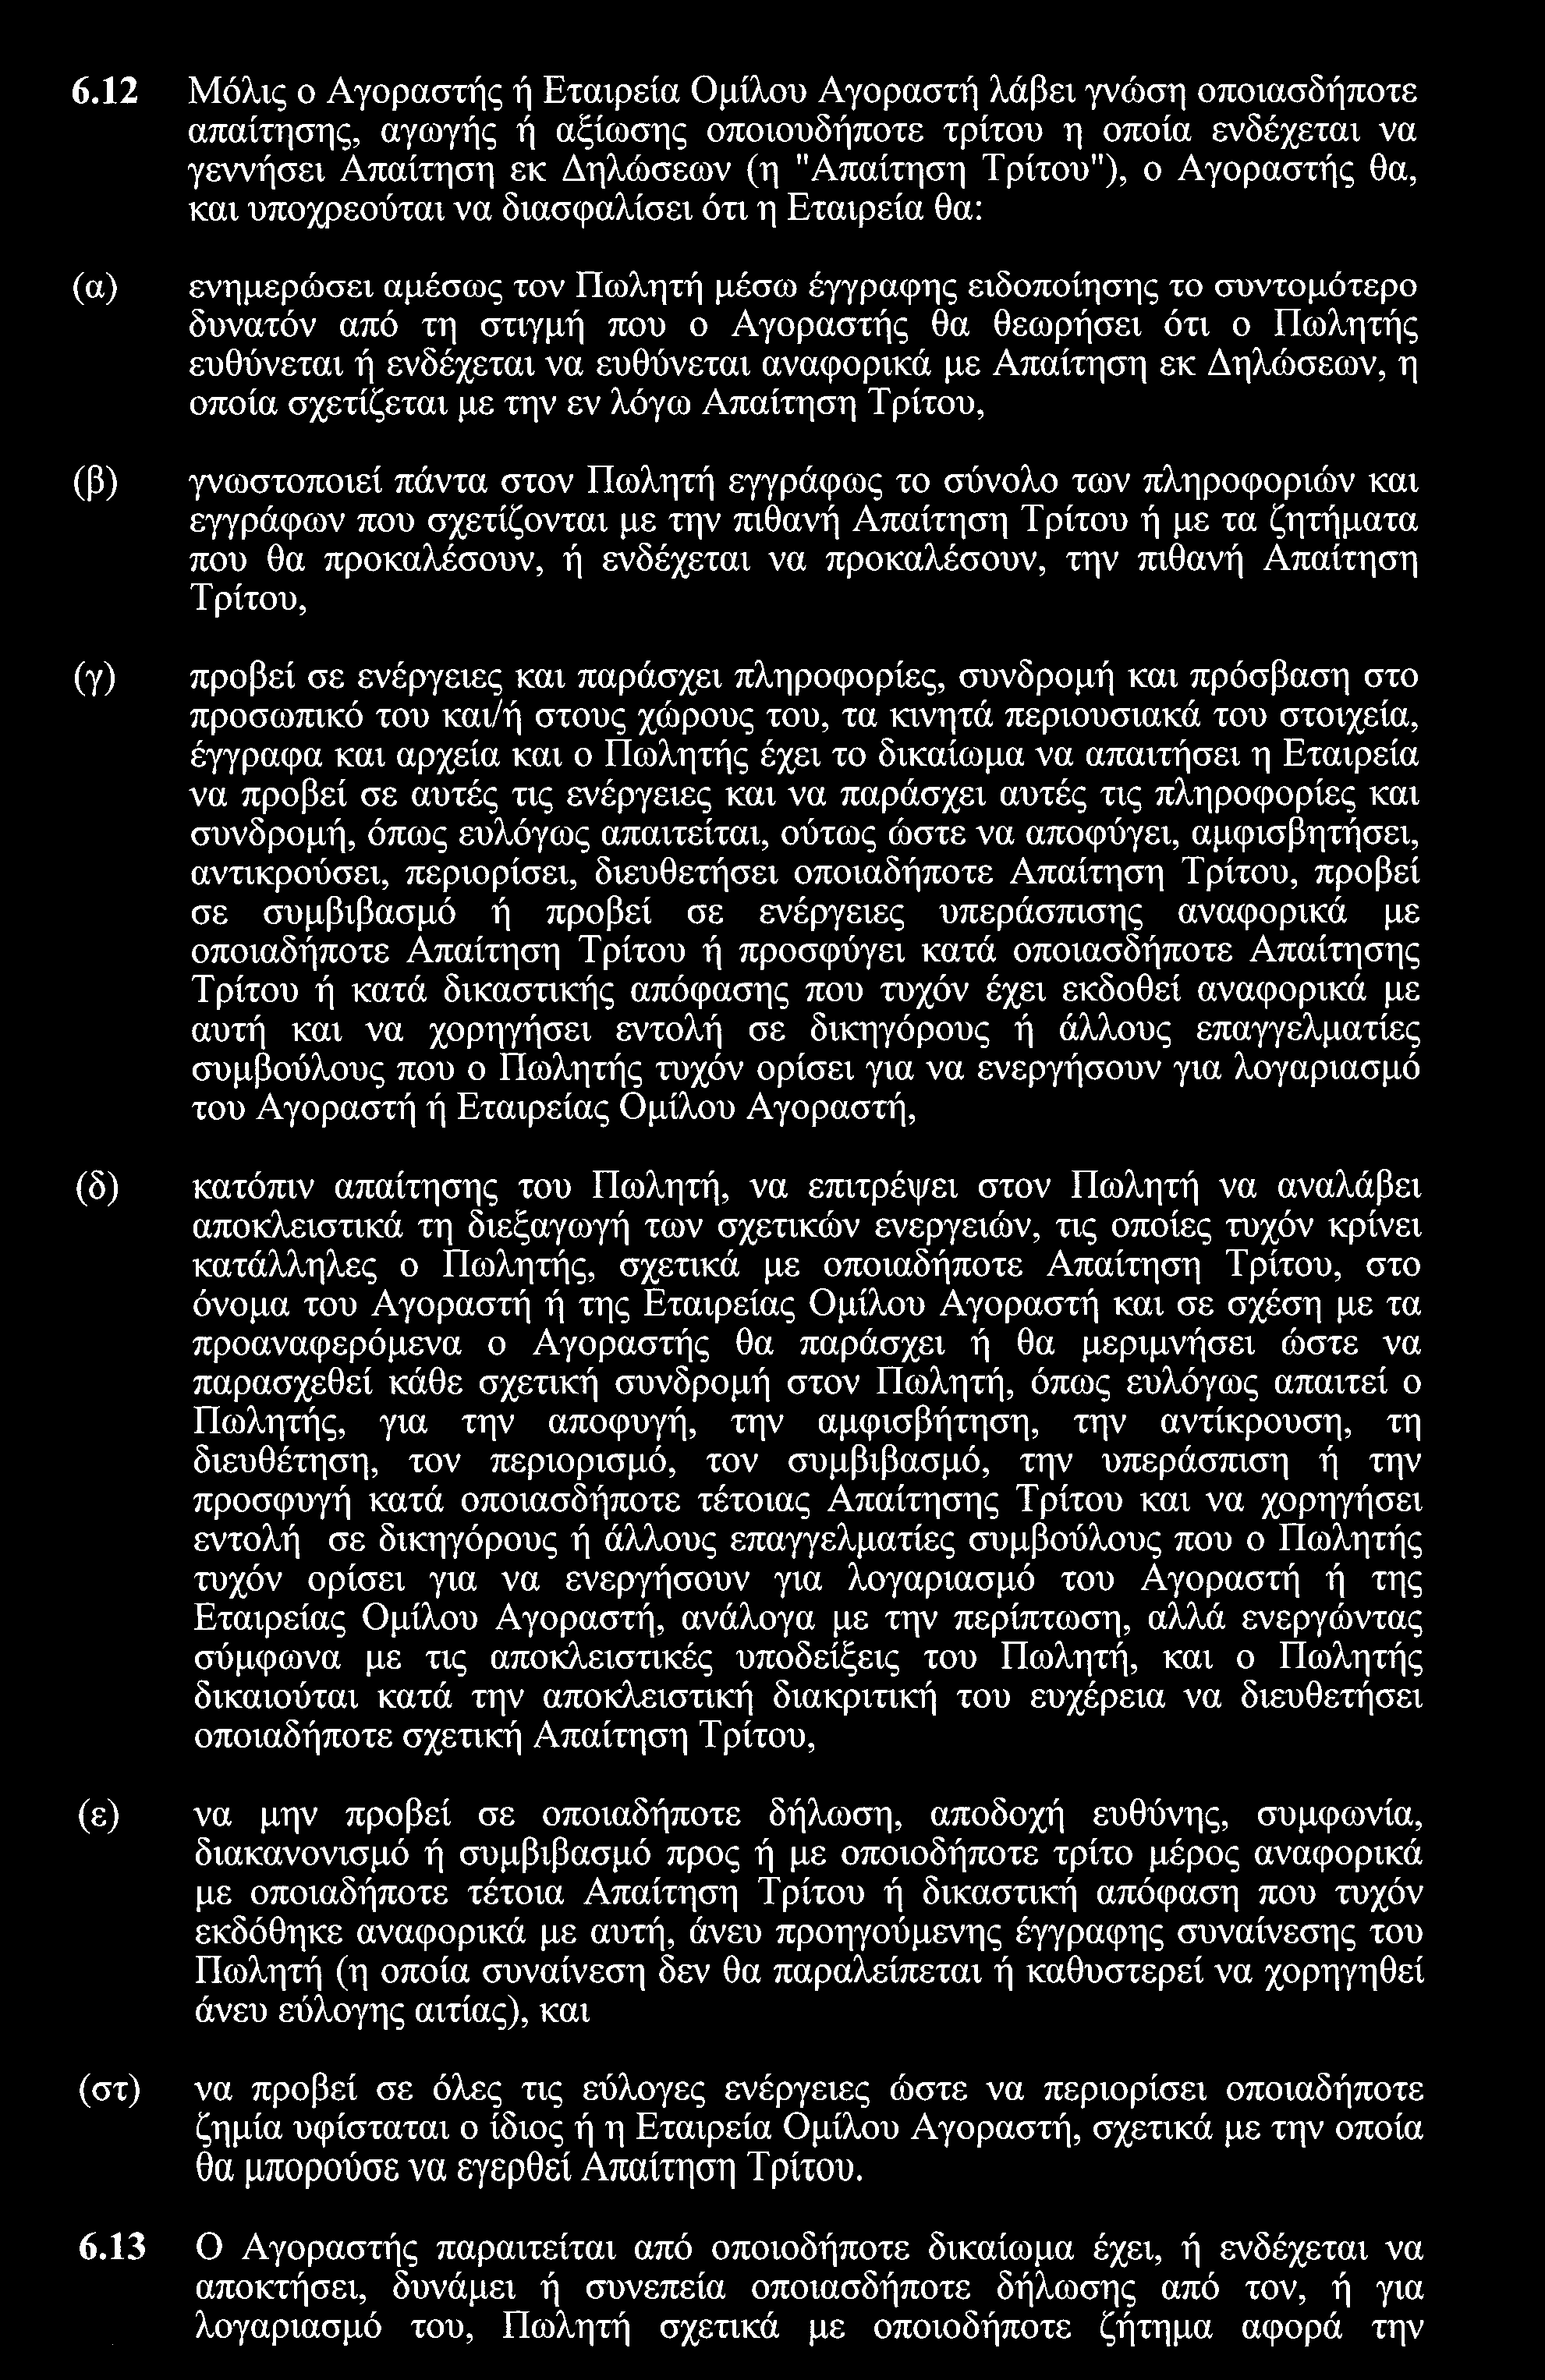 6.12 Μόλις ο Αγοραστής ή Εταιρεία Ομίλου Αγοραστή λάβει γνώση οποιασδήποτε
απαίτησης, αγωγής ή αξίωσης οποιουδήποτε τρίτου η οποία ενδέχεται να
γεννήσει Απαίτηση εκ Δηλώσεων (η "Απαίτηση Τρίτου"), ο Αγοραστής θα,
και υποχρεούται να διασφαλίσει ότι η Εταιρεία θα:
(α) ενημερώσει αμέσως τον Πωλητή μέσω έγγραφης ειδοποίησης το συντομότερο
δυνατόν από τη στιγμή που ο Αγοραστής θα θεωρήσει ότι ο Πωλητής
ευθύνεται ή ενδέχεται να ευθύνεται αναφορικά με Απαίτηση εκ Δηλώσεων, η
οποία σχετίζεται με την εν λόγω Απαίτηση Τρίτου,
(β) γνωστοποιεί πάντα στον Πωλητή εγγράφως το σύνολο των πληροφοριών και
εγγράφων που σχετίζονται με την πιθανή Απαίτηση Τρίτου ή με τα ζητήματα
που θα προκαλέσουν, ή ενδέχεται να προκαλέσουν, την πιθανή Απαίτηση
Τρίτου,
(γ) προβεί σε ενέργειες και παράσχει πληροφορίες, συνδρομή και πρόσβαση στο
προσωπικό του και/ή στους χώρους του, τα κινητά περιουσιακά του στοιχεία,
έγγραφα και αρχεία και ο Πωλητής έχει το δικαίωμα να απαιτήσει η Εταιρεία
να προβεί σε αυτές τις ενέργειες και να παράσχει αυτές τις πληροφορίες και
συνδρομή, όπως ευλόγως απαιτείται, ούτως ώστε να αποφύγει, αμφισβητήσει,
αντικρούσει, περιορίσει, διευθετήσει οποιαδήποτε Απαίτηση Τρίτου, προβεί
σε συμβιβασμό ή προβεί σε ενέργειες υπεράσπισης αναφορικά με
οποιαδήποτε Απαίτηση Τρίτου ή προσφύγει κατά οποιασδήποτε Απαίτησης
Τρίτου ή κατά δικαστικής απόφασης που τυχόν έχει εκδοθεί αναφορικά με
αυτή και να χορηγήσει εντολή σε δικηγόρους ή άλλους επαγγελματίες
συμβούλους που ο Πωλητής τυχόν ορίσει για να ενεργήσουν για λογαριασμό
του Αγοραστή ή Εταιρείας Ομίλου Αγοραστή,
(δ) κατόπιν απαίτησης του Πωλητή, να επιτρέψει στον Πωλητή να αναλάβει
αποκλειστικά τη διεξαγωγή των σχετικών ενεργειών, τις οποίες τυχόν κρίνει
κατάλληλες ο Πωλητής, σχετικά με οποιαδήποτε Απαίτηση Τρίτου, στο
όνομα του Αγοραστή ή της Εταιρείας Ομίλου Αγοραστή και σε σχέση με τα
προαναφερόμενα ο Αγοραστής θα παράσχει ή θα μεριμνήσει ώστε να
παρασχεθεί κάθε σχετική συνδρομή στον Πωλητή, όπως ευλόγως απαιτεί ο
Πωλητής, για την αποφυγή, την αμφισβήτηση, την αντίκρουση, τη
διευθέτηση, τον περιορισμό, τον συμβιβασμό, την υπεράσπιση ή την
προσφυγή κατά οποιασδήποτε τέτοιας Απαίτησης Τρίτου και να χορηγήσει
εντολή σε δικηγόρους ή άλλους επαγγελματίες συμβούλους που ο Πωλητής
τυχόν ορίσει για να ενεργήσουν για λογαριασμό του Αγοραστή ή της
Εταιρείας Ομίλου Αγοραστή, ανάλογα με την περίπτωση, αλλά ενεργώντας
σύμφωνα με τις αποκλειστικές υποδείξεις του Πωλητή, και ο Πωλητής
δικαιούται κατά την αποκλειστική διακριτική του ευχέρεια να διευθετήσει
οποιαδήποτε σχετική Απαίτηση Τρίτου,
(ε) να μην προβεί σε οποιαδήποτε δήλωση, αποδοχή ευθύνης, συμφωνία,
διακανονισμό ή συμβιβασμό προς ή με οποιοδήποτε τρίτο μέρος αναφορικά
με οποιαδήποτε τέτοια Απαίτηση Τρίτου ή δικαστική απόφαση που τυχόν
εκδόθηκε αναφορικά με αυτή, άνευ προηγούμενης έγγραφης συναίνεσης του
Πωλητή (η οποία συναίνεση δεν θα παραλείπεται ή καθυστερεί να χορηγηθεί
άνευ εύλογης αιτίας), και
(στ) να προβεί σε όλες τις εύλογες ενέργειες ώστε να περιορίσει οποιαδήποτε
ζημία υφίσταται ο ίδιος ή η Εταιρεία Ομίλου Αγοραστή, σχετικά με την οποία
θα μπορούσε να εγερθεί Απαίτηση Τρίτου.
6.13 Ο Αγοραστής παραιτείται από οποιοδήποτε δικαίωμα έχει, ή ενδέχεται να
αποκτήσει, δυνάμει ή συνεπεία οποιασδήποτε δήλωσης από τον, ή για
λογαριασμό του, Πωλητή σχετικά με οποιοδήποτε ζήτημα αφορά την